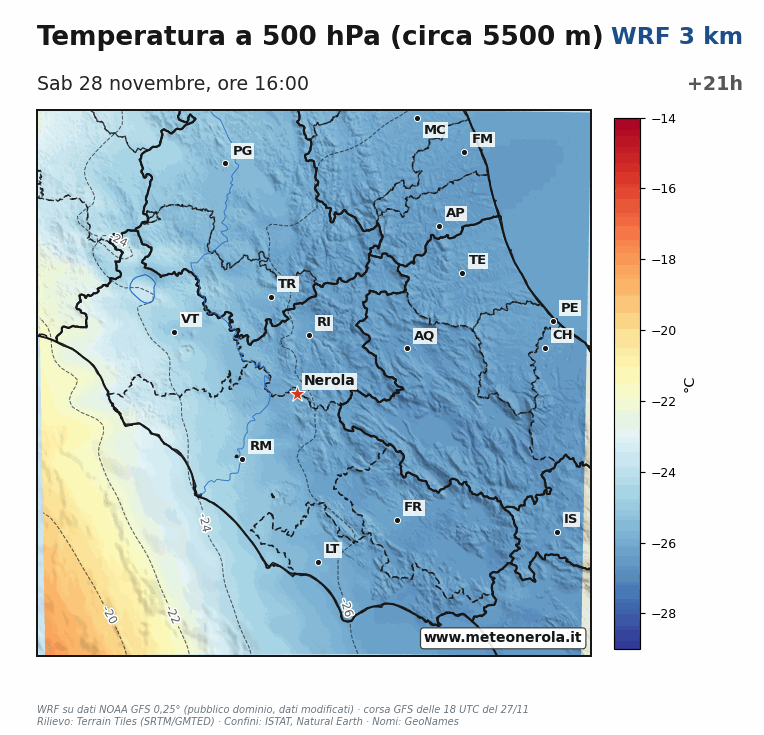 Temperatura a 500 hPa (circa 5500 m) WRF 3 km
Sab 28 novembre, ore 16:00 +21h
MC
FM
PG
AP
-24
TE
TR
PE
VT
RI
AQ
CH
Nerola
RM
-24
FR
IS
LT
-20
-22
-26
www.meteonerola.it
−14
−16
−18
−20
−22
−24
−26
−28
°C
WRF su dati NOAA GFS 0,25° (pubblico dominio, dati modificati) · corsa GFS delle 18 UTC del 27/11
Rilievo: Terrain Tiles (SRTM/GMTED) · Confini: ISTAT, Natural Earth · Nomi: GeoNames